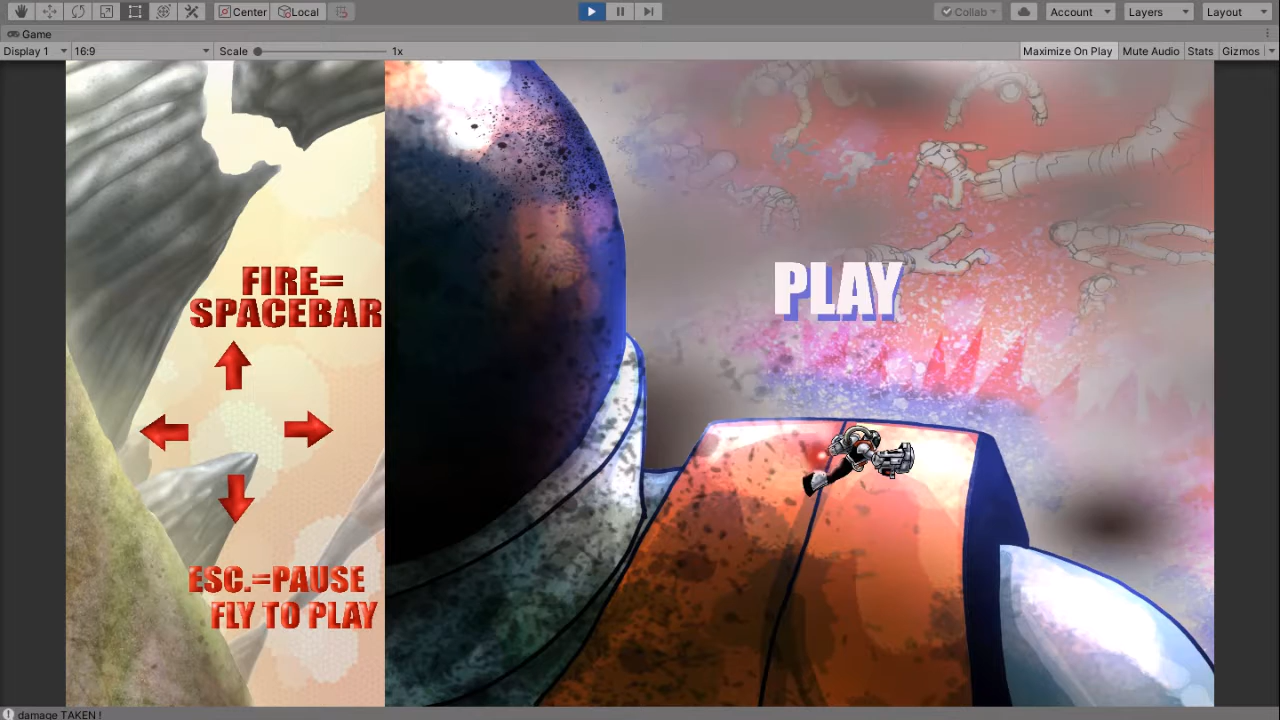 Center Local Collab Account Layers Layout
Game
Display 1 16:9 Scale 1x Maximize On Play Mute Audio Stats Gizmos
FIRE=
SPACEBAR
PLAY
ESC.=PAUSE
FLY TO PLAY
damage TAKEN !